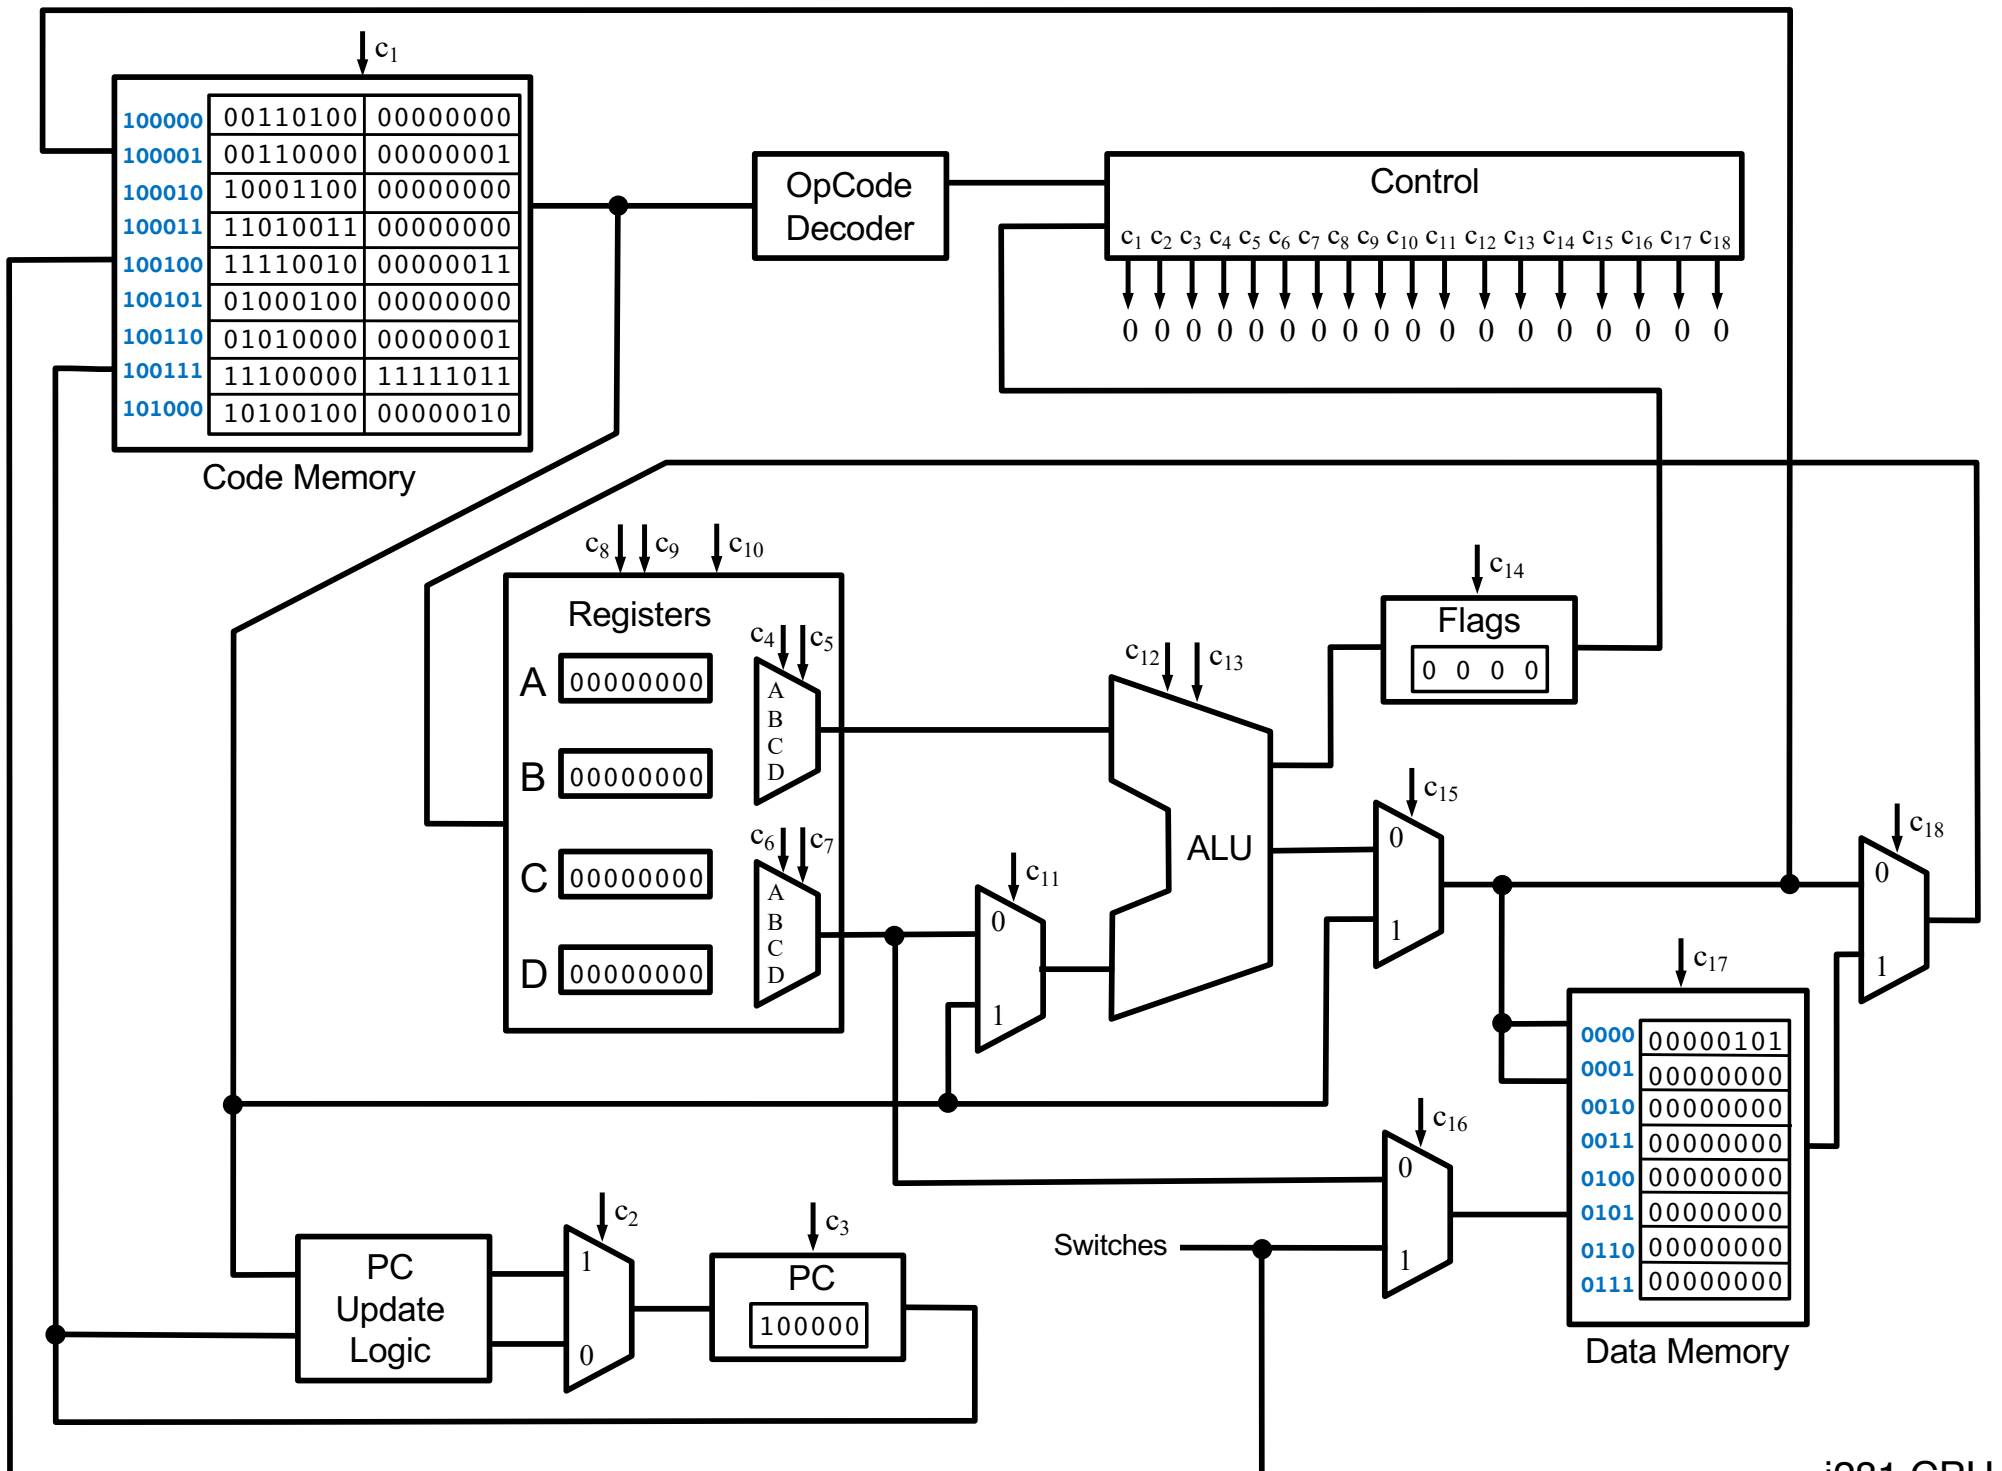 c1
100000 00110100 00000000
100001 00110000 00000001
100010 10001100 00000000
100011 11010011 00000000
100100 11110010 00000011
100101 01000100 00000000
100110 01010000 00000001
100111 11100000 11111011
101000 10100100 00000010
Code Memory
OpCode
Decoder
Control
c1 c2 c3 c4 c5 c6 c7 c8 c9 c10 c11 c12 c13 c14 c15 c16 c17 c18
0 0 0 0 0 0 0 0 0 0 0 0 0 0 0 0 0 0
c8 c9 c10
Registers
A 00000000
B 00000000
C 00000000
D 00000000
c4 c5
A
B
C
D
c6 c7
A
B
C
D
c11
0
1
c12 c13
ALU
c14
Flags
0 0 0 0
c15
0
1
c18
0
1
c17
0000 00000101
0001 00000000
0010 00000000
0011 00000000
0100 00000000
0101 00000000
0110 00000000
0111 00000000
Data Memory
c16
0
1
Switches
PC
Update
Logic
c2
1
0
c3
PC
100000